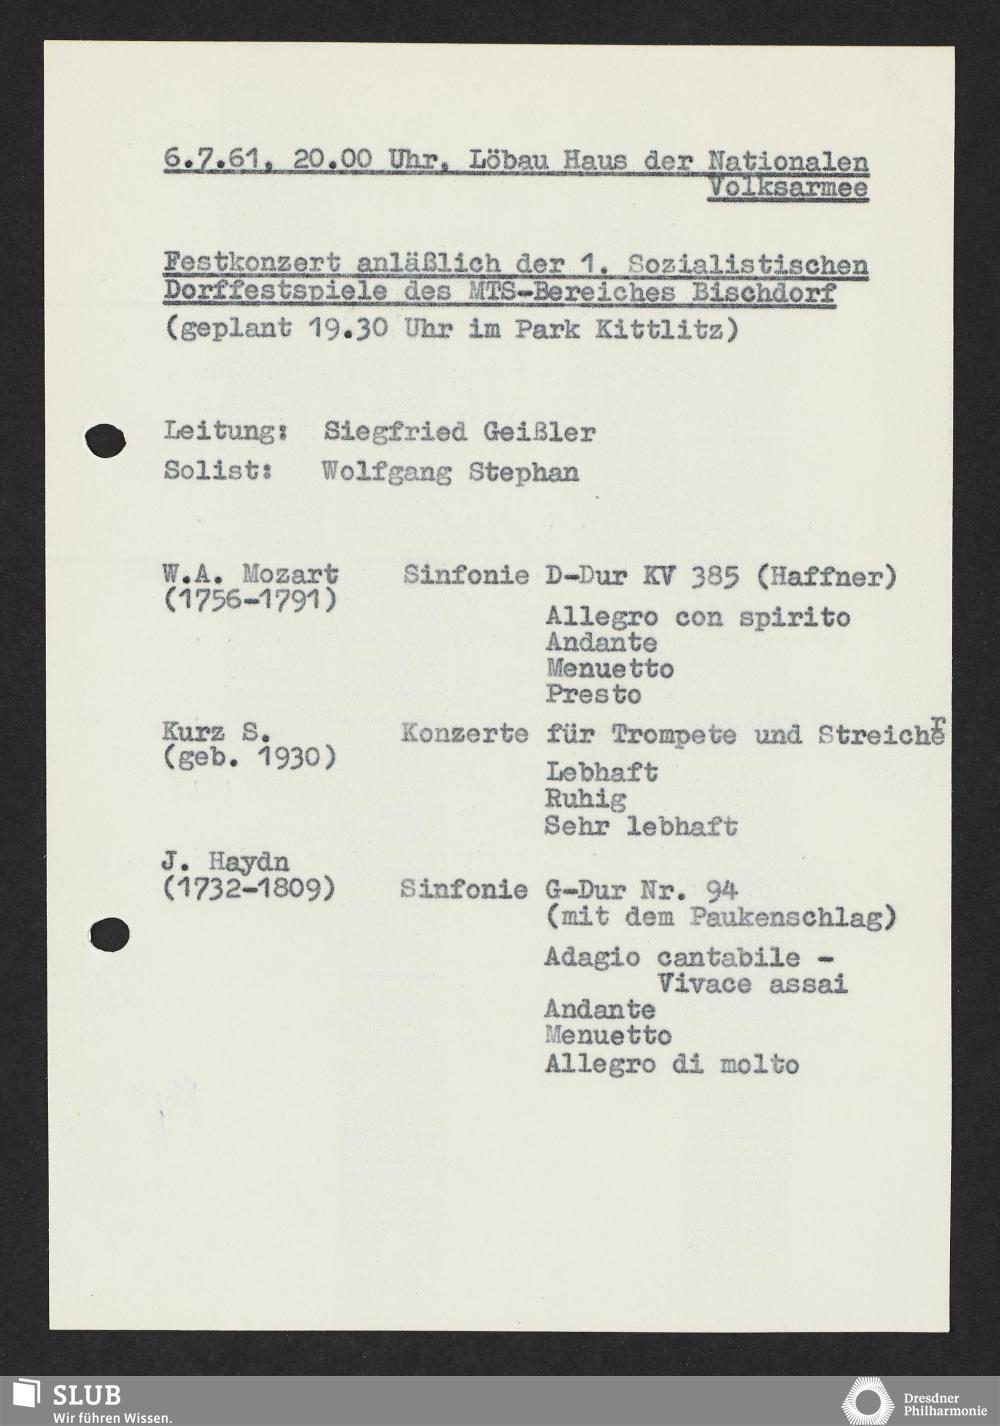 6.7.61, 20.00 Uhr, Löbau Haus der Nationalen
Volksarmee
Festkonzert anläßlich der 1. Sozialistischen
Dorffestspiele des MTS-Bereiches Bischdorf
(geplant 19.30 Uhr im Park Kittlitz)
Leitung: Siegfried Geißler
Solist: Wolfgang Stephan
W.A. Mozart Sinfonie D-Dur KV 385 (Haffner)
(1756-1791)
Allegro con spirito
Andante
Menuetto
Presto
Kurz S. Konzerte für Trompete und Streicher
(geb. 1930)
Lebhaft
Ruhig
Sehr lebhaft
J. Haydn
(1732-1809) Sinfonie G-Dur Nr. 94
(mit dem Paukenschlag)
Adagio cantabile -
Vivace assai
Andante
Menuetto
Allegro di molto
SLUB
Wir führen Wissen.
Dresdner
Philharmonie